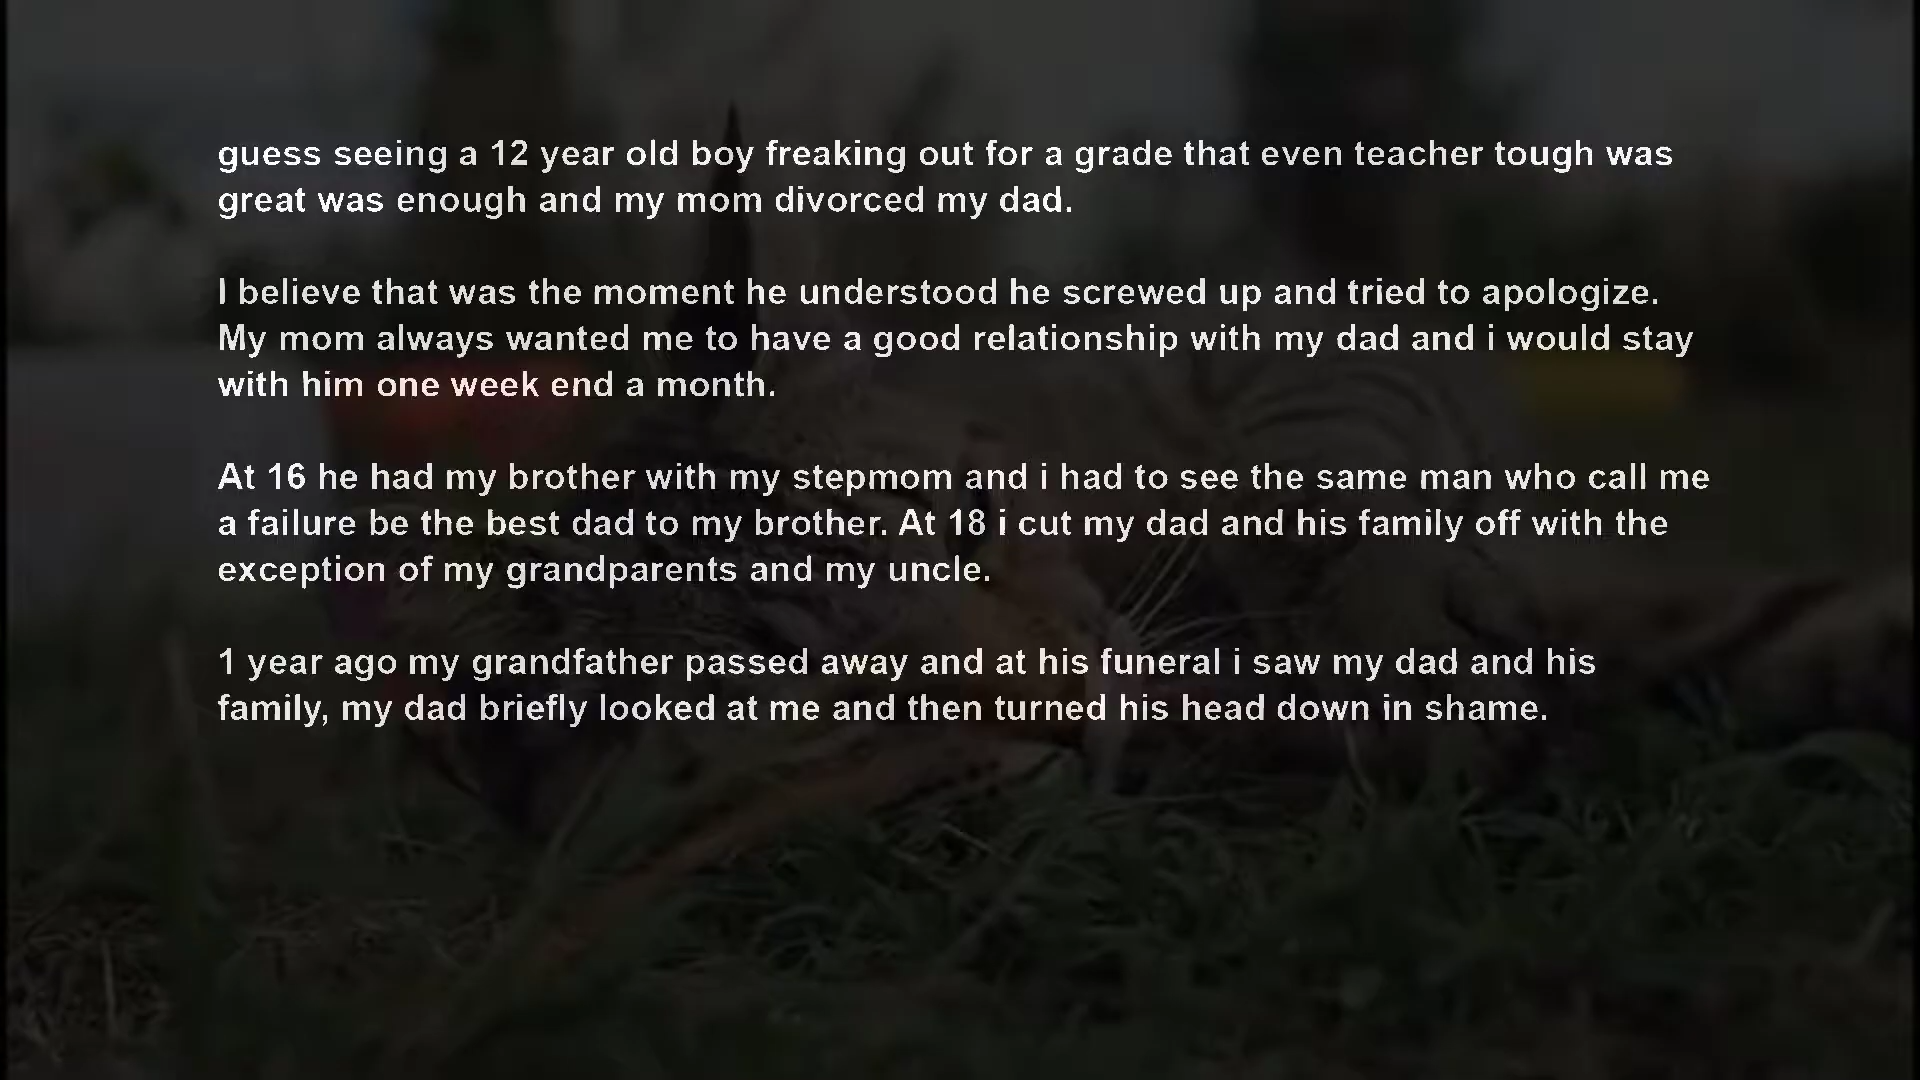 guess seeing a 12 year old boy freaking out for a grade that even teacher tough was
great was enough and my mom divorced my dad.
I believe that was the moment he understood he screwed up and tried to apologize.
My mom always wanted me to have a good relationship with my dad and i would stay
with him one week end a month.
At 16 he had my brother with my stepmom and i had to see the same man who call me
a failure be the best dad to my brother. At 18 i cut my dad and his family off with the
exception of my grandparents and my uncle.
1 year ago my grandfather passed away and at his funeral i saw my dad and his
family, my dad briefly looked at me and then turned his head down in shame.